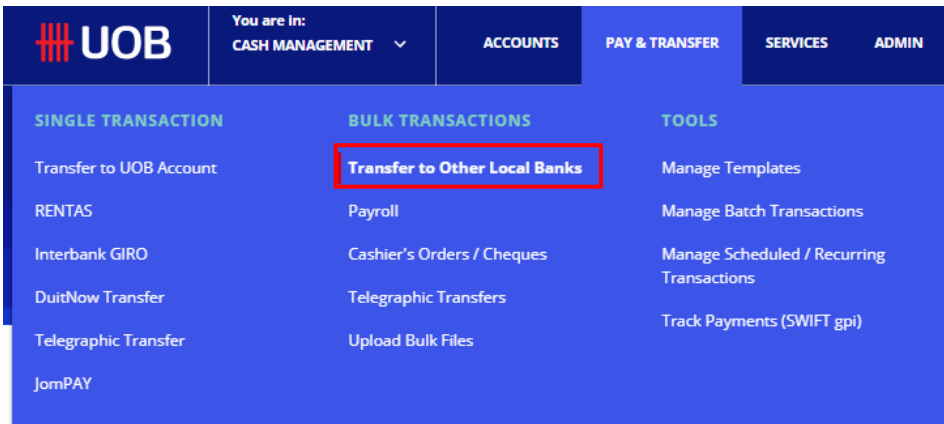 UOB
You are in:
CASH MANAGEMENT
ACCOUNTS
PAY & TRANSFER
SERVICES
ADMIN
SINGLE TRANSACTION
Transfer to UOB Account
RENTAS
Interbank GIRO
DuitNow Transfer
Telegraphic Transfer
JomPAY
BULK TRANSACTIONS
Transfer to Other Local Banks
Payroll
Cashier's Orders / Cheques
Telegraphic Transfers
Upload Bulk Files
TOOLS
Manage Templates
Manage Batch Transactions
Manage Scheduled / Recurring
Transactions
Track Payments (SWIFT gpi)